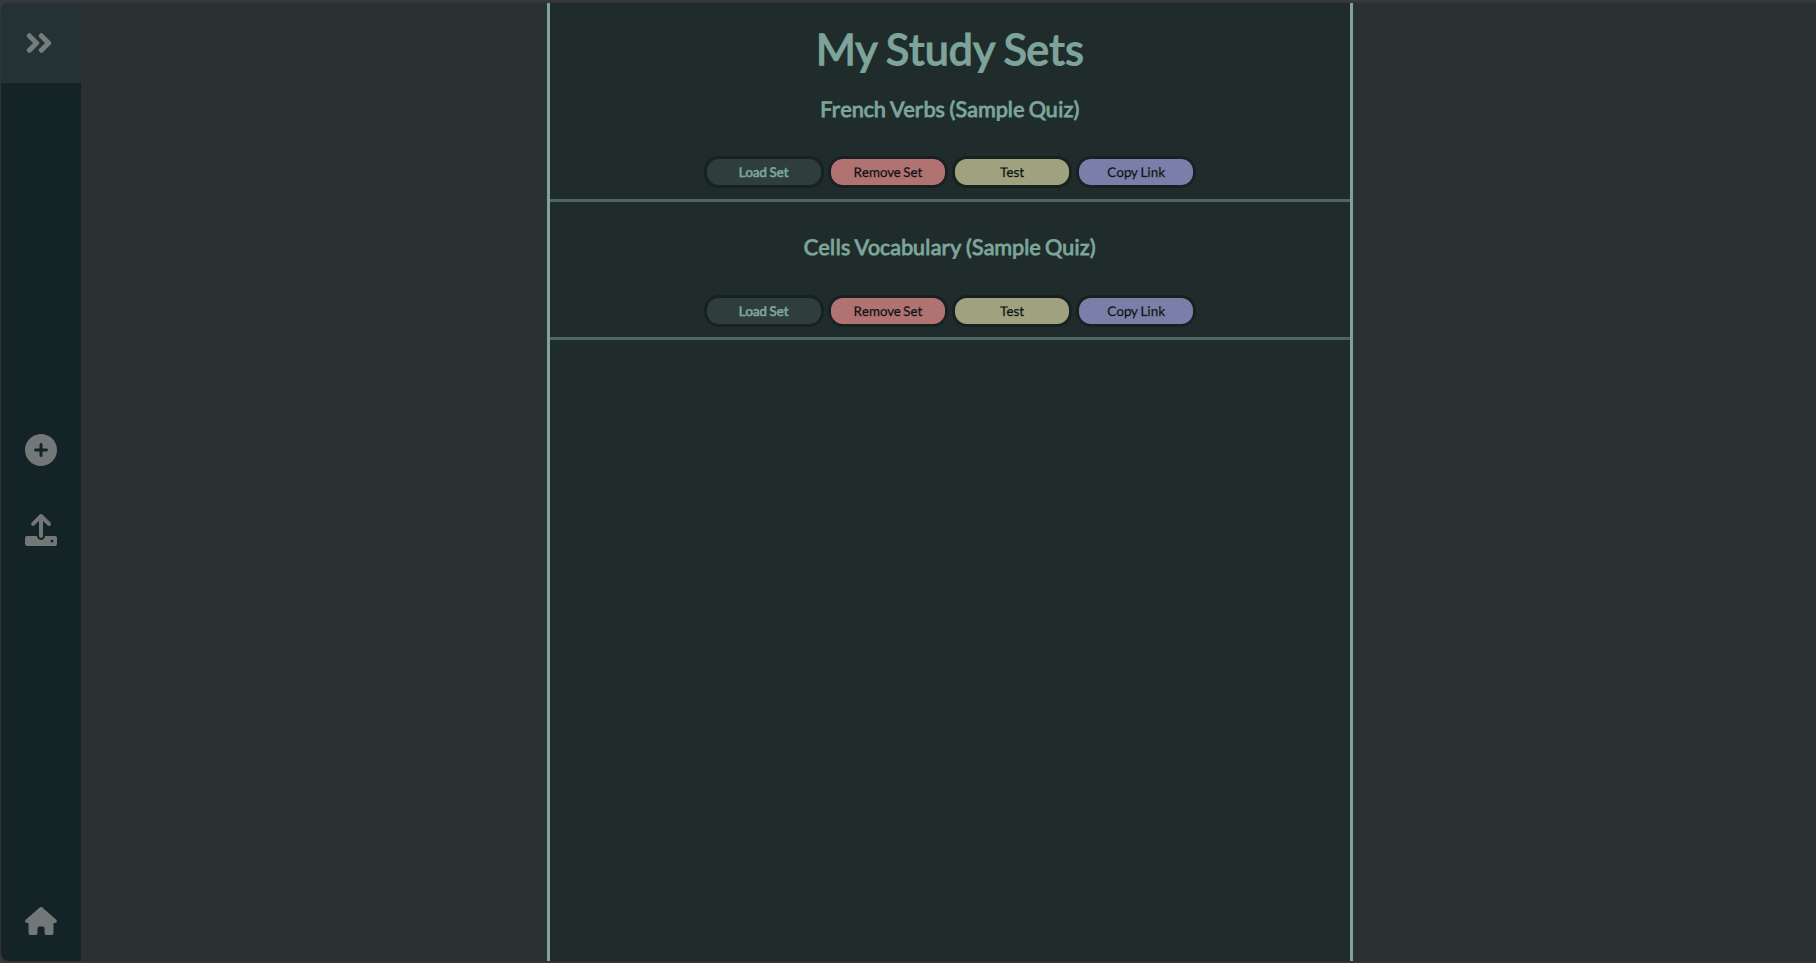 My Study Sets
French Verbs (Sample Quiz)
Load Set Remove Set Test Copy Link
Cells Vocabulary (Sample Quiz)
Load Set Remove Set Test Copy Link